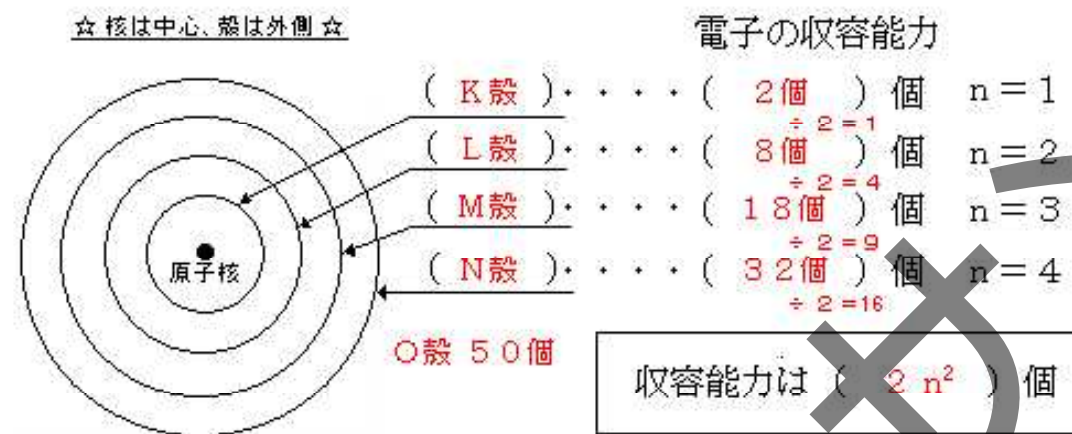 ☆ 核は中心、殻は外側 ☆
電子の収容能力
( K殻 )・・・・( 2個 ) 個 n=1
÷2=1
( L殻 )・・・・( 8個 ) 個 n=2
÷2=4
( M殻 )・・・・( 18個 ) 個 n=3
÷2=9
( N殻 )・・・・( 32個 ) 個 n=4
÷2=16
原子核
O殻 50個
収容能力は ( 2n² ) 個